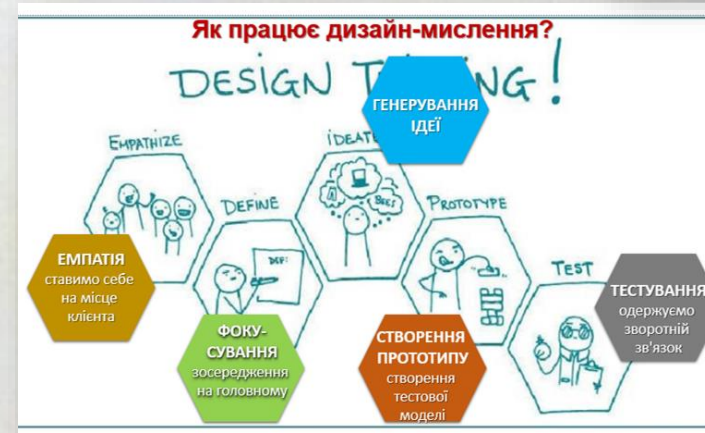 Як працює дизайн-мислення?
DESIGN T NG!
ГЕНЕРУВАННЯ
ІДЕЇ
EMPATHIZE
IDEATE
DEFINE
PROTOTYPE
DEF:
BEES
TEST
ЕМПАТІЯ
ставимо себе
на місце
клієнта
ФОКУ-
СУВАННЯ
зосередження
на головному
СТВОРЕННЯ
ПРОТОТИПУ
створення
тестової
моделі
ТЕСТУВАННЯ
одержуємо
зворотній
зв'язок